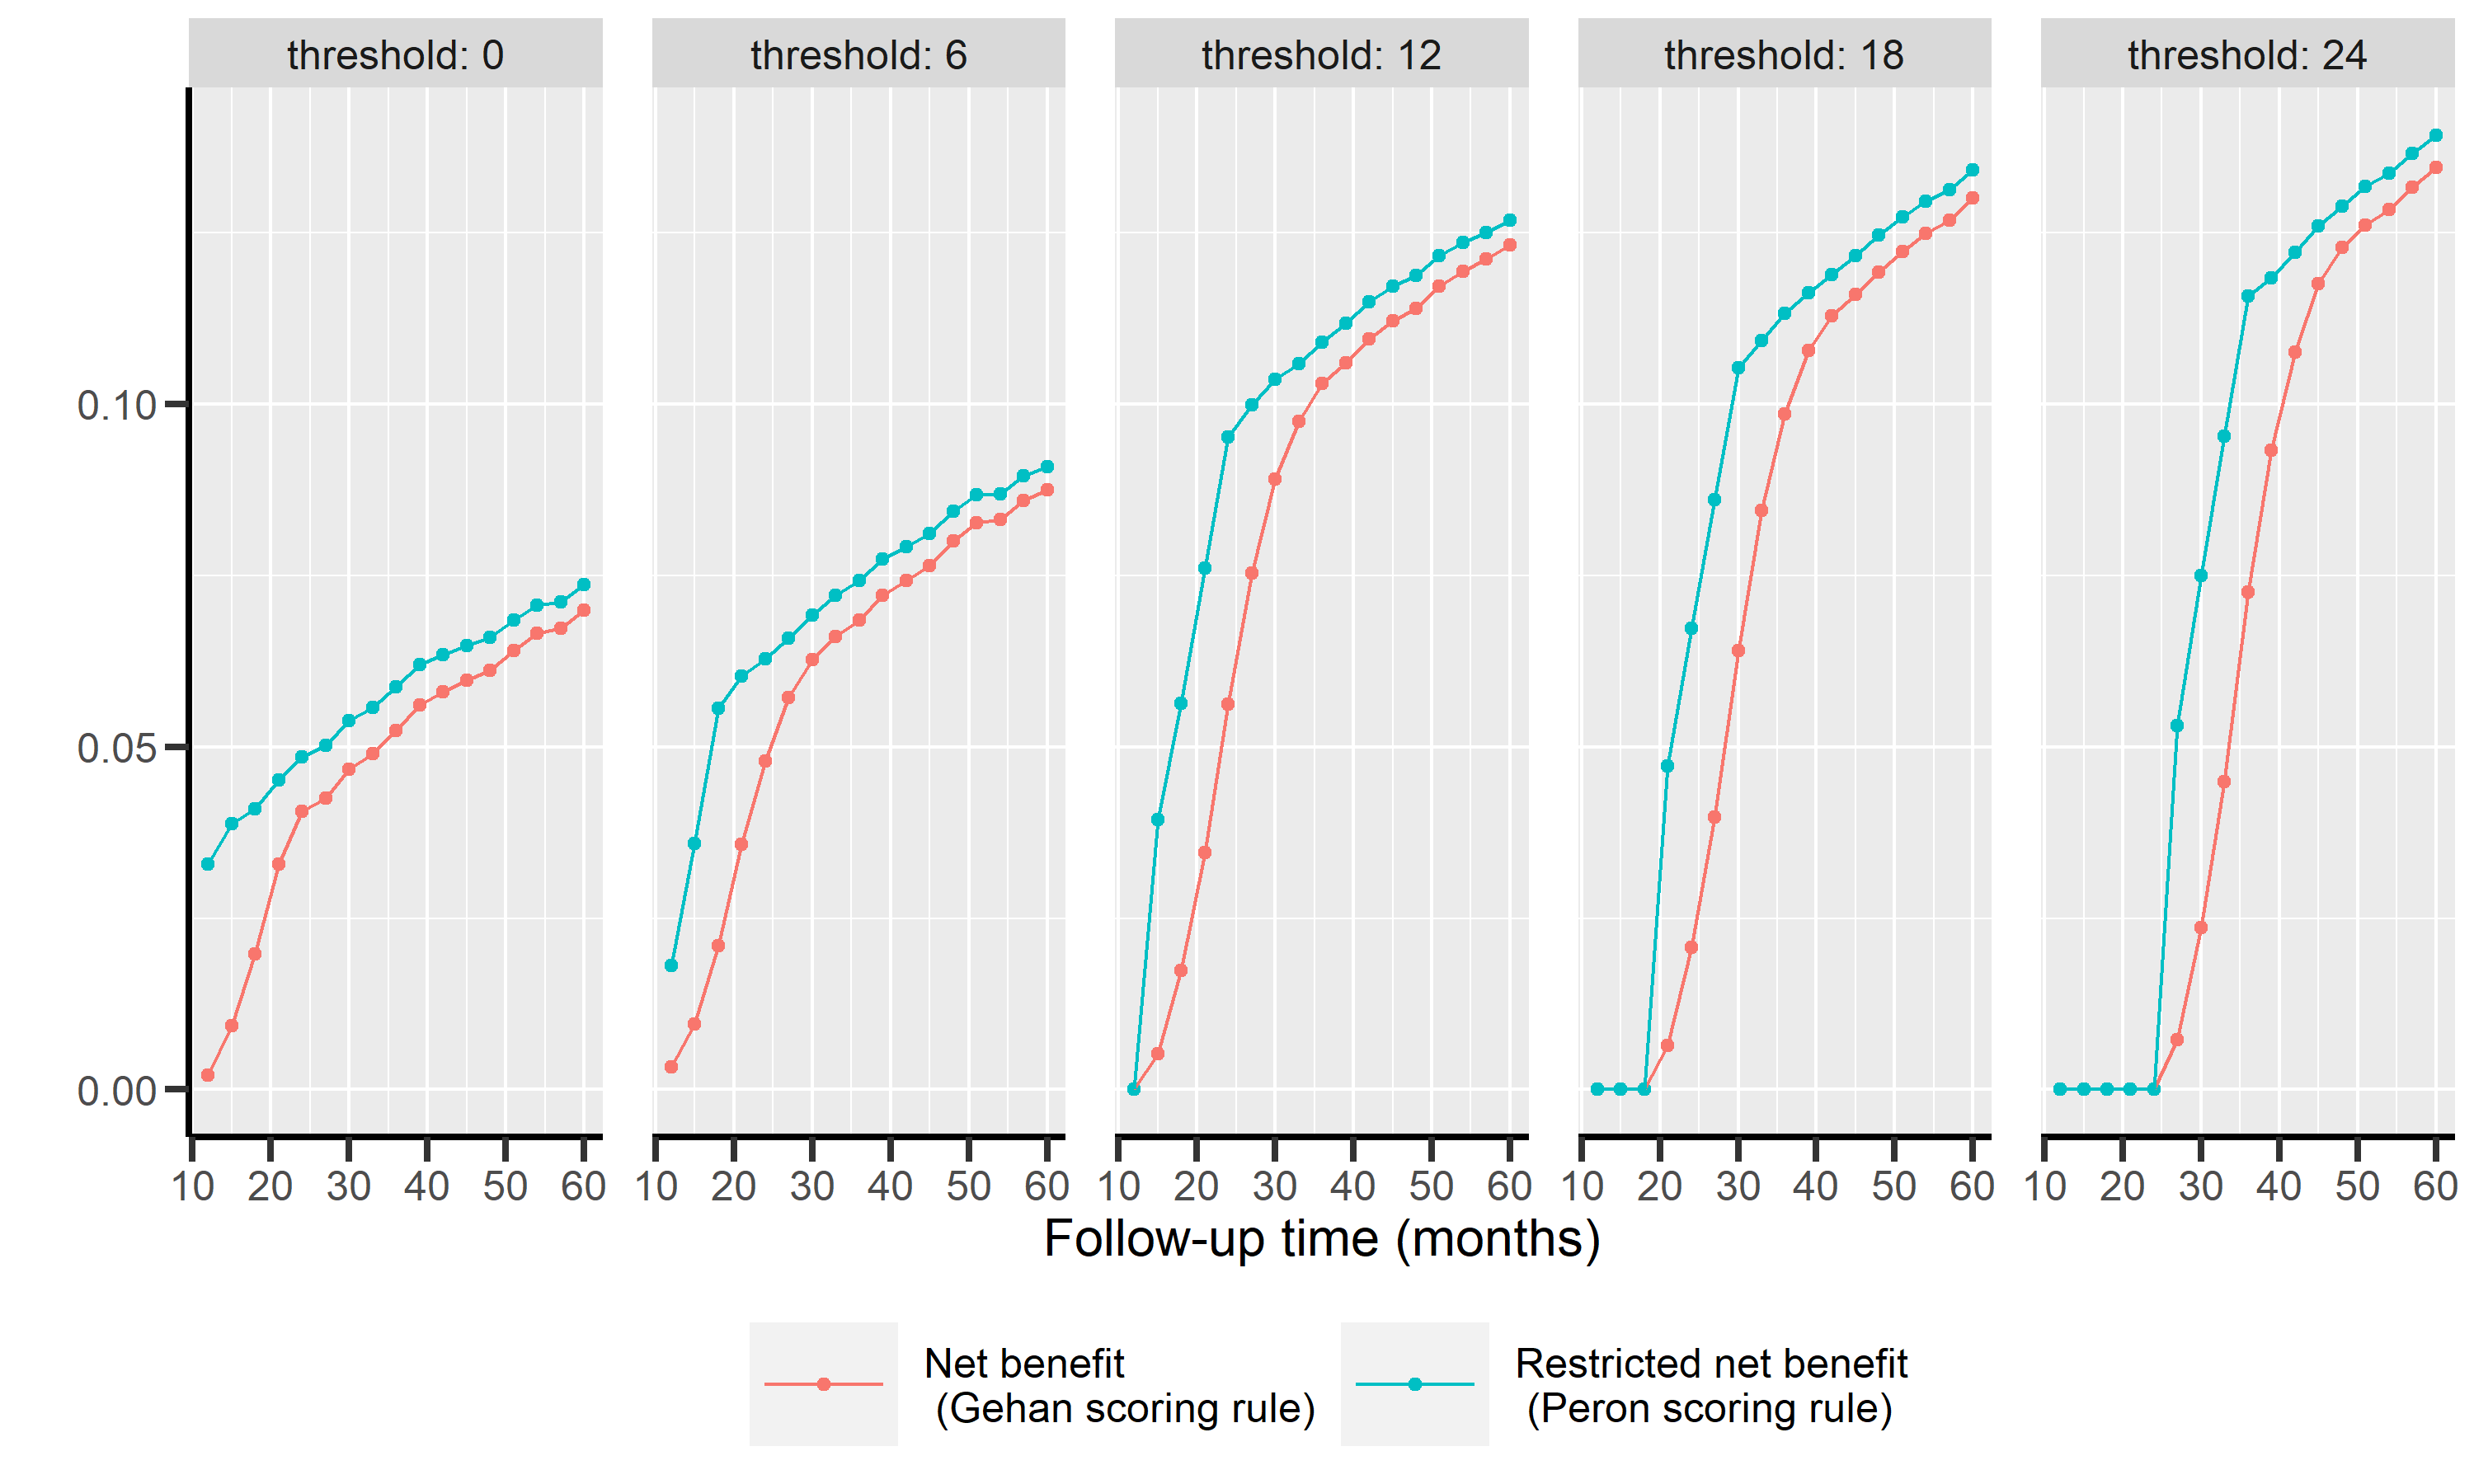 threshold: 0 threshold: 6 threshold: 12 threshold: 18 threshold: 24
0.10
0.05
0.00
10 20 30 40 50 60 10 20 30 40 50 60 10 20 30 40 50 60 10 20 30 40 50 60 10 20 30 40 50 60
Follow-up time (months)
Net benefit
(Gehan scoring rule)
Restricted net benefit
(Peron scoring rule)